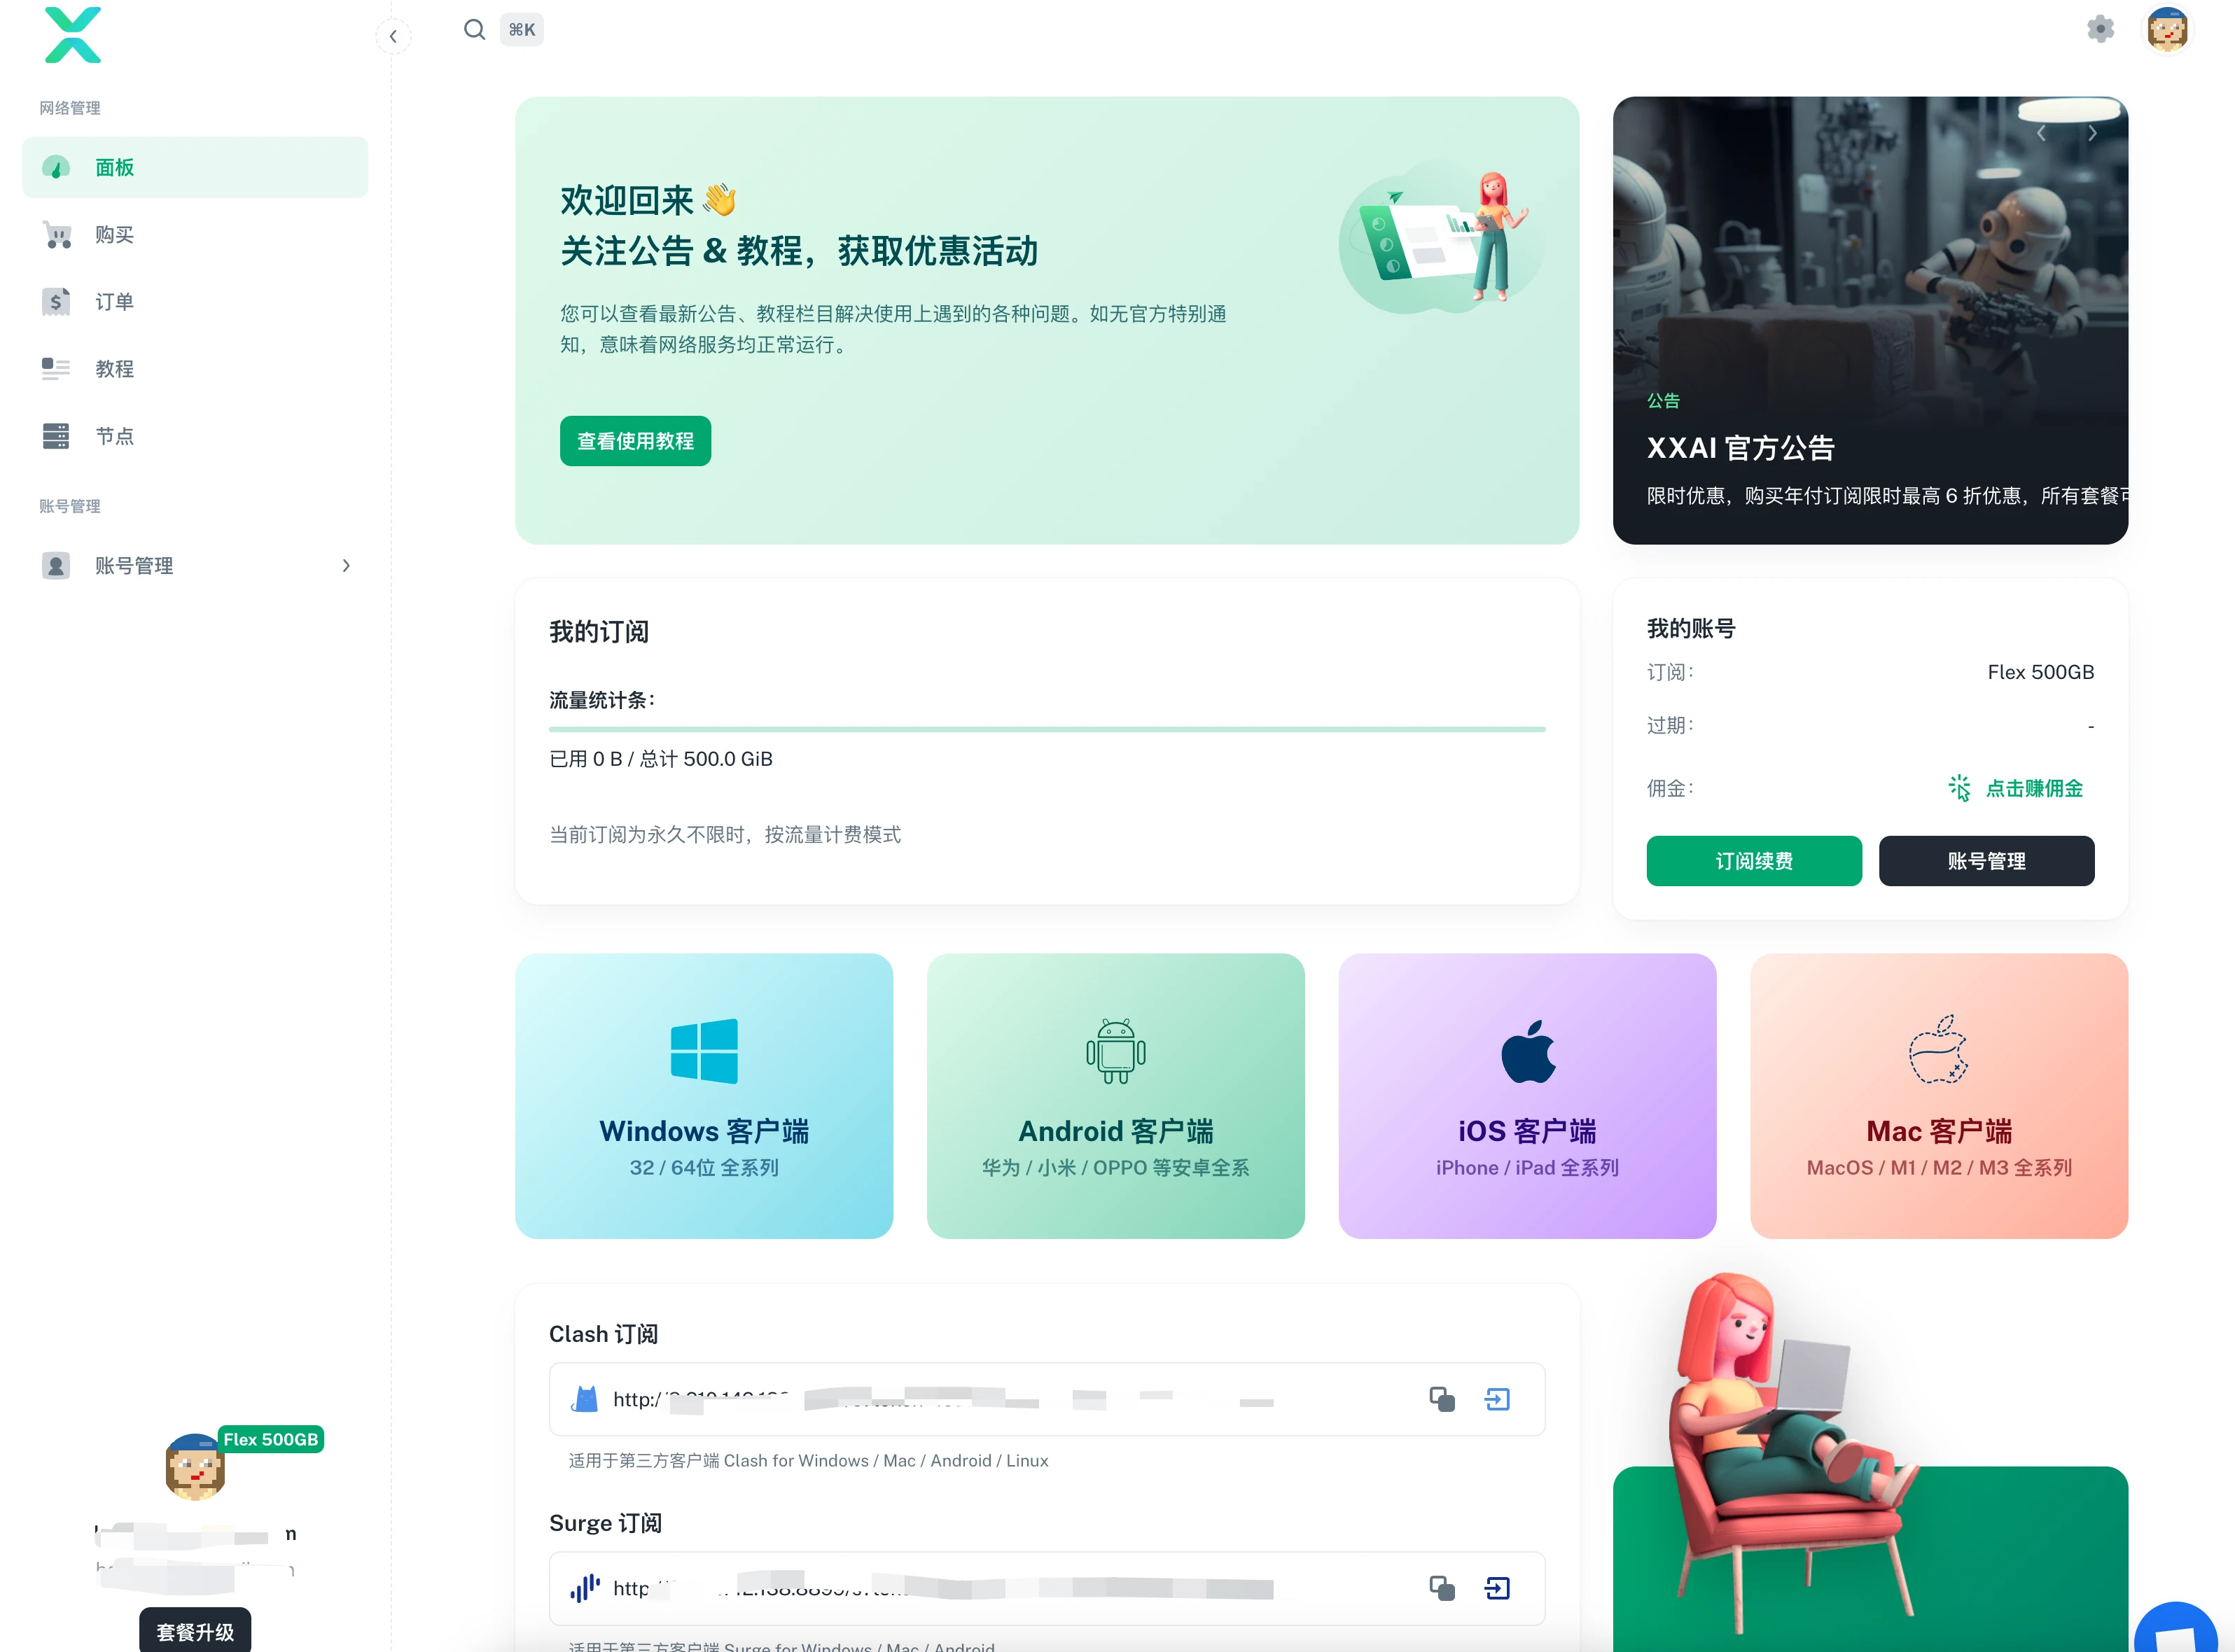 ⌘K
网络管理
面板
购买
订单
教程
节点
账号管理
账号管理
欢迎回来👋
关注公告 & 教程，获取优惠活动
您可以查看最新公告、教程栏目解决使用上遇到的各种问题。如无官方特别通
知，意味着网络服务均正常运行。
查看使用教程
公告
XXAI 官方公告
限时优惠，购买年付订阅限时最高 6 折优惠，所有套餐
我的订阅
流量统计条：
已用 0 B / 总计 500.0 GiB
当前订阅为永久不限时，按流量计费模式
我的账号
订阅：
Flex 500GB
过期：
-
佣金：
点击赚佣金
订阅续费
账号管理
Windows 客户端
32 / 64位 全系列
Android 客户端
华为 / 小米 / OPPO 等安卓全系
iOS 客户端
iPhone / iPad 全系列
Mac 客户端
MacOS / M1 / M2 / M3 全系列
Clash 订阅
http:/
适用于第三方客户端 Clash for Windows / Mac / Android / Linux
Surge 订阅
http
适用于第三方客户端 Surge for Windows / Mac / Android
Flex 500GB
套餐升级